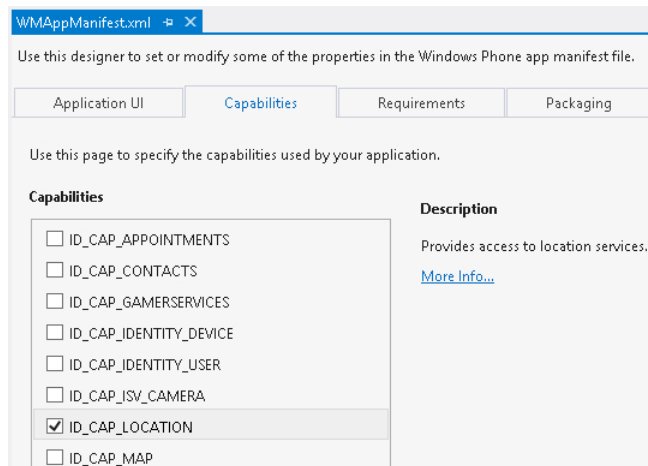 WMAppManifest.xml
Use this designer to set or modify some of the properties in the Windows Phone app manifest file.
Application UI Capabilities Requirements Packaging
Use this page to specify the capabilities used by your application.
Capabilities
ID_CAP_APPOINTMENTS
ID_CAP_CONTACTS
ID_CAP_GAMERSERVICES
ID_CAP_IDENTITY_DEVICE
ID_CAP_IDENTITY_USER
ID_CAP_ISV_CAMERA
ID_CAP_LOCATION
ID_CAP_MAP
Description
Provides access to location services.
More Info...